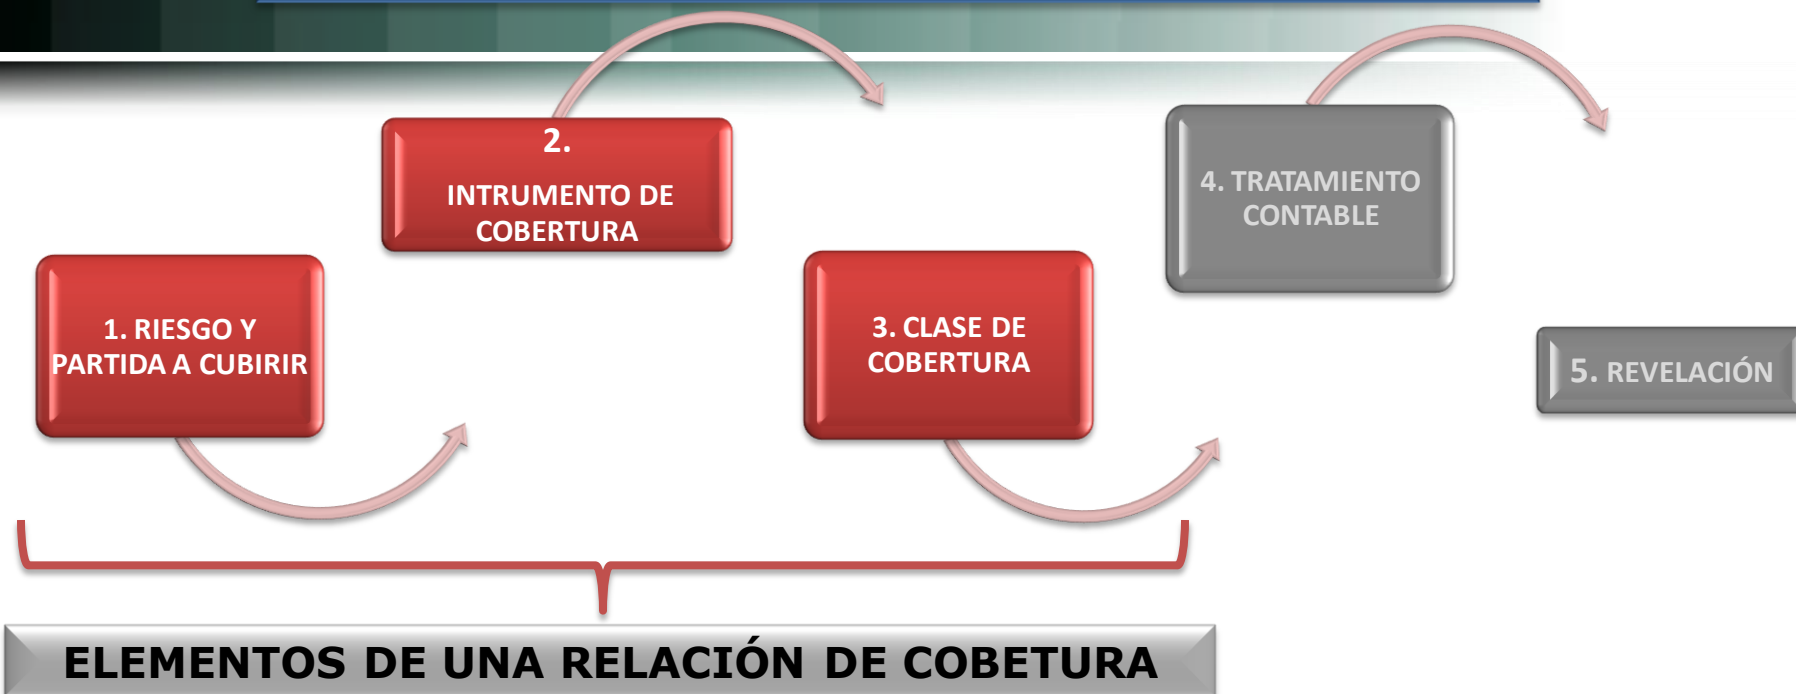 1. RIESGO Y
PARTIDA A CUBIRIR
2.
INTRUMENTO DE
COBERTURA
3. CLASE DE
COBERTURA
4. TRATAMIENTO
CONTABLE
5. REVELACIÓN
ELEMENTOS DE UNA RELACIÓN DE COBETURA